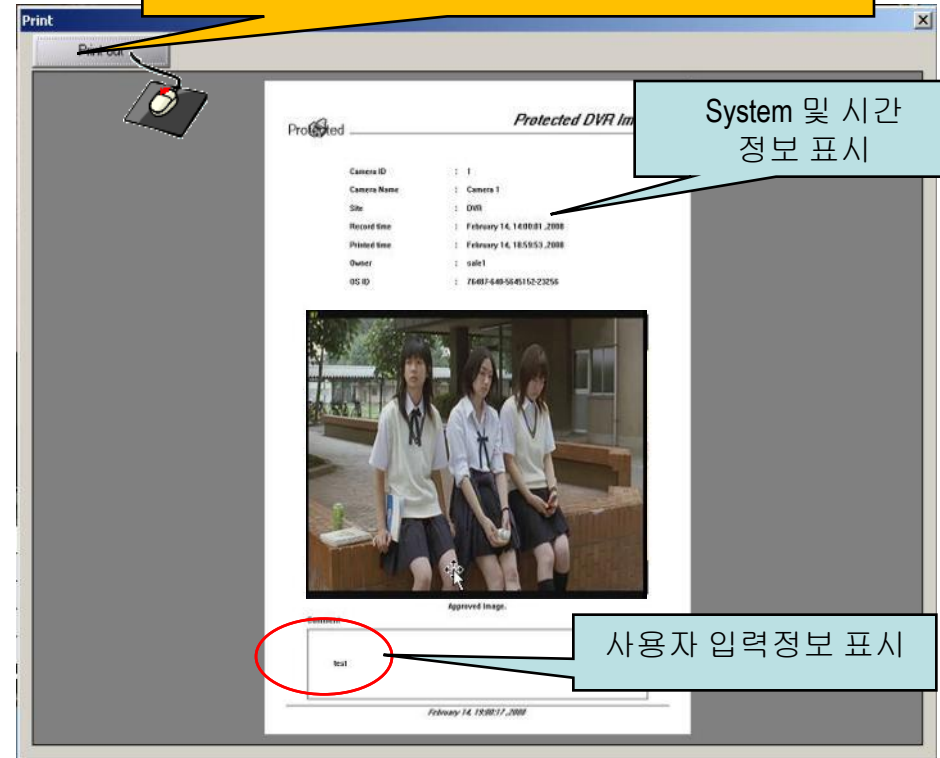 Print
Print out
Protected
Protected DVR Im
System 및 시간
정보 표시
Camera ID : 1
Camera Name : Camera 1
Site : DVR
Record time : February 14, 14:00:01 ,2008
Printed time : February 14, 18:59:53 ,2008
Owner : sale1
OS ID : 76487-640-5645152-23256
Approved Image.
Comment
test
사용자 입력정보 표시
February 14, 19:00:17 ,2008